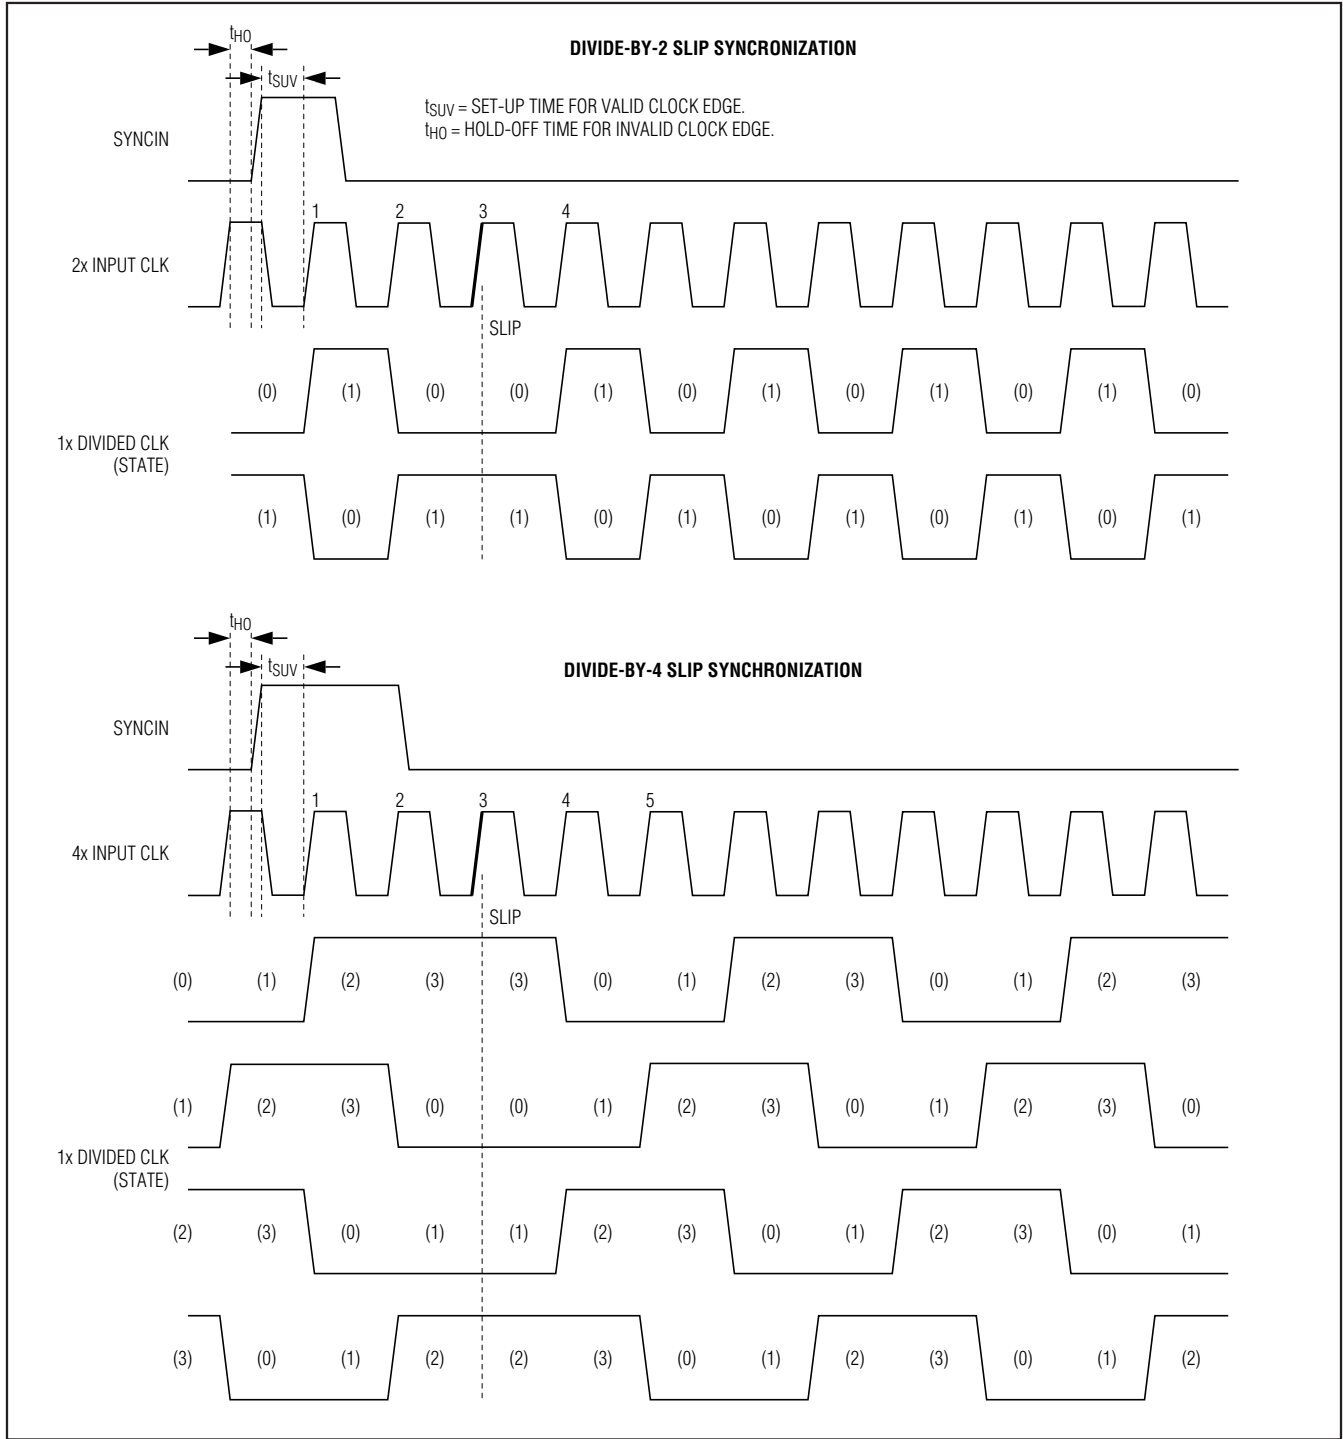 tHO
DIVIDE-BY-2 SLIP SYNCRONIZATION
tSUV
tSUV = SET-UP TIME FOR VALID CLOCK EDGE.
tHO = HOLD-OFF TIME FOR INVALID CLOCK EDGE.
SYNCIN
1 2 3 4
2x INPUT CLK
SLIP
(0) (1) (0) (0) (1) (0) (1) (0) (1) (0) (1) (0)
1x DIVIDED CLK
(STATE)
(1) (0) (1) (1) (0) (1) (0) (1) (0) (1) (0) (1)
tHO
tSUV
DIVIDE-BY-4 SLIP SYNCHRONIZATION
SYNCIN
1 2 3 4 5
4x INPUT CLK
SLIP
(0) (1) (2) (3) (3) (0) (1) (2) (3) (0) (1) (2) (3)
(1) (2) (3) (0) (0) (1) (2) (3) (0) (1) (2) (3) (0)
1x DIVIDED CLK
(STATE)
(2) (3) (0) (1) (1) (2) (3) (0) (1) (2) (3) (0) (1)
(3) (0) (1) (2) (2) (3) (0) (1) (2) (3) (0) (1) (2)